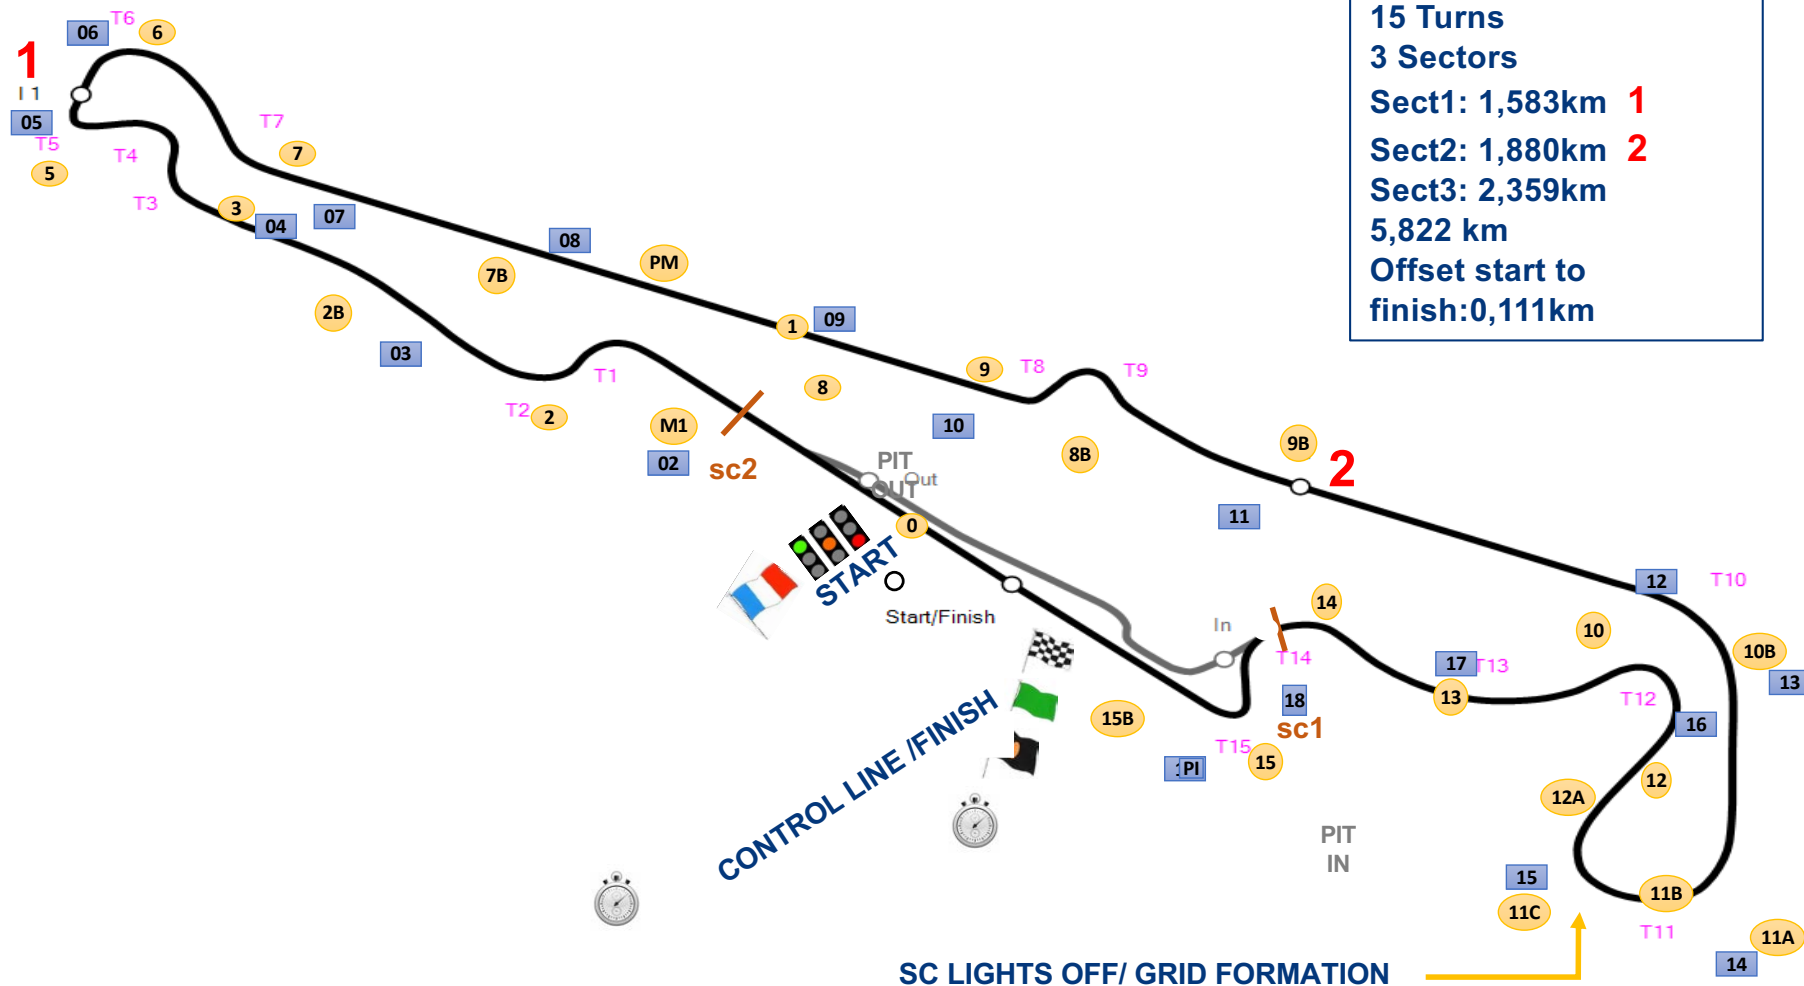 15 Turns
3 Sectors
Sect1: 1,583km 1
Sect2: 1,880km 2
Sect3: 2,359km
5,822 km
Offset start to
finish:0,111km
T6
06
6
1
I 1
05
T5
5
T4
T7
7
T3
3
04
07
08
7B
PM
2B
03
1
09
T1
T2
2
8
9
T8
T9
M1
02
sc2
10
8B
9B
2
PIT
OUT
Out
0
11
START
Start/Finish
12
T10
14
In
T14
10
10B
13
17
T13
13
T12
16
18
sc1
15B
T15
15
PI
12
12A
CONTROL LINE /FINISH
PIT
IN
15
11C
11B
T11
11A
14
SC LIGHTS OFF/ GRID FORMATION